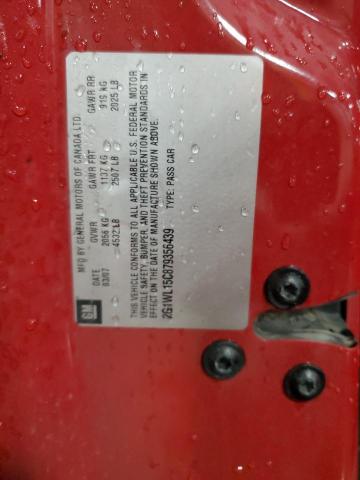 MFG BY GENERAL MOTORS OF CANADA LTD.
DATE GVWR GAWR FRT GAWR RR
03/07 2056 KG 1137 KG 919 KG
4532 LB 2507 LB 2025 LB
THIS VEHICLE CONFORMS TO ALL APPLICABLE U.S. FEDERAL MOTOR
VEHICLE SAFETY, BUMPER, AND THEFT PREVENTION STANDARDS IN
EFFECT ON THE DATE OF MANUFACTURE SHOWN ABOVE.
2G1WL15C879356439 TYPE: PASS CAR
GM